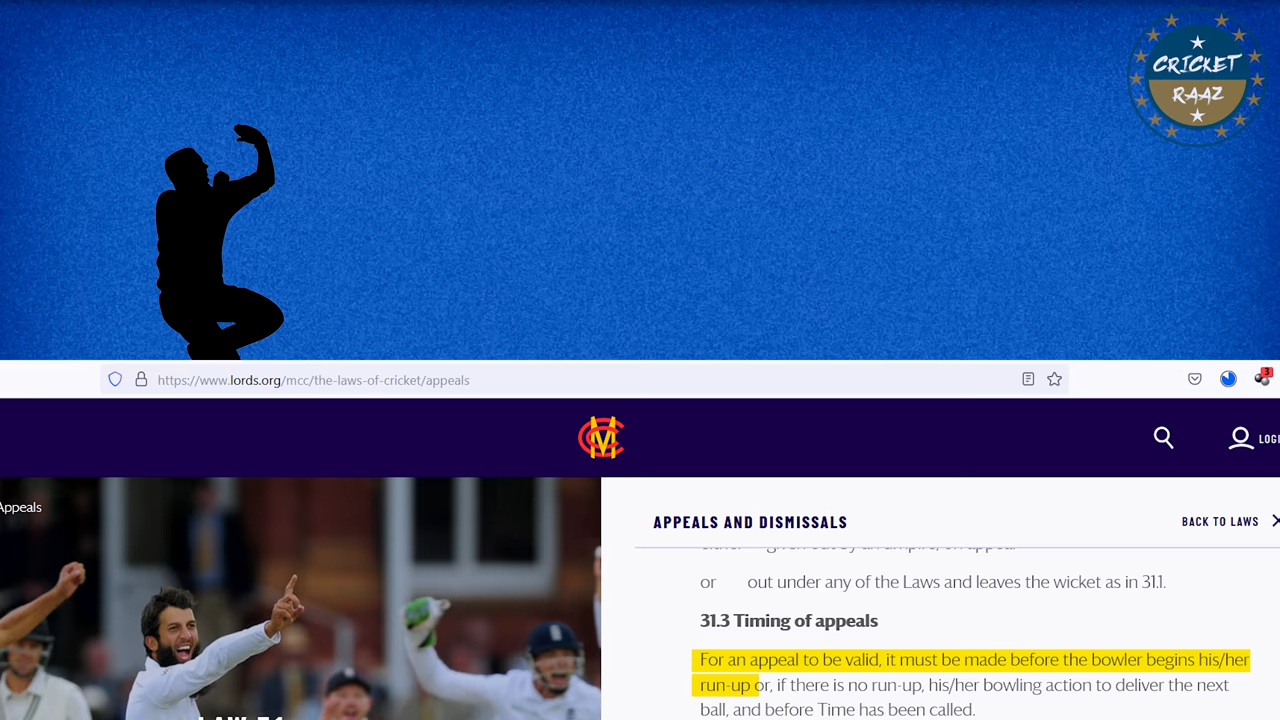 CRICKET
RAAZ
https://www.lords.org/mcc/the-laws-of-cricket/appeals
3
LOGI
Appeals
APPEALS AND DISMISSALS
BACK TO LAWS
or out under any of the Laws and leaves the wicket as in 31.1.
31.3 Timing of appeals
For an appeal to be valid, it must be made before the bowler begins his/her
run-up or, if there is no run-up, his/her bowling action to deliver the next
ball, and before Time has been called.